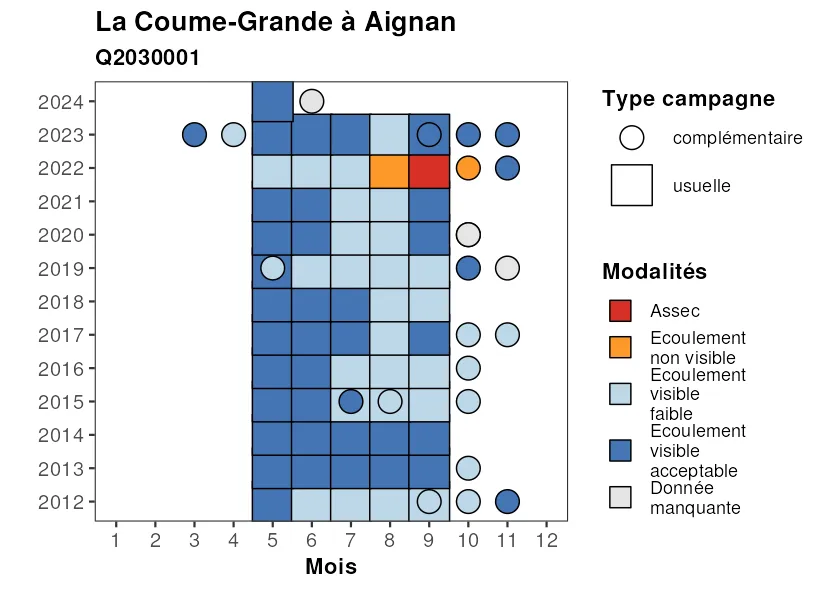 La Coume-Grande à Aignan
Q2030001
2024
2023
2022
2021
2020
2019
2018
2017
2016
2015
2014
2013
2012
1 2 3 4 5 6 7 8 9 10 11 12
Mois
Type campagne
complémentaire
usuelle
Modalités
Assec
Ecoulement
non visible
Ecoulement
visible
faible
Ecoulement
visible
acceptable
Donnée
manquante